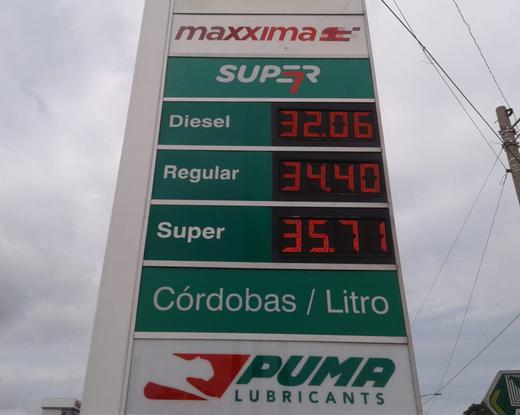 maxxima
SUPER 7
Diesel 32.06
Regular 34.40
Super 35.71
Córdobas / Litro
PUMA
LUBRICANTS